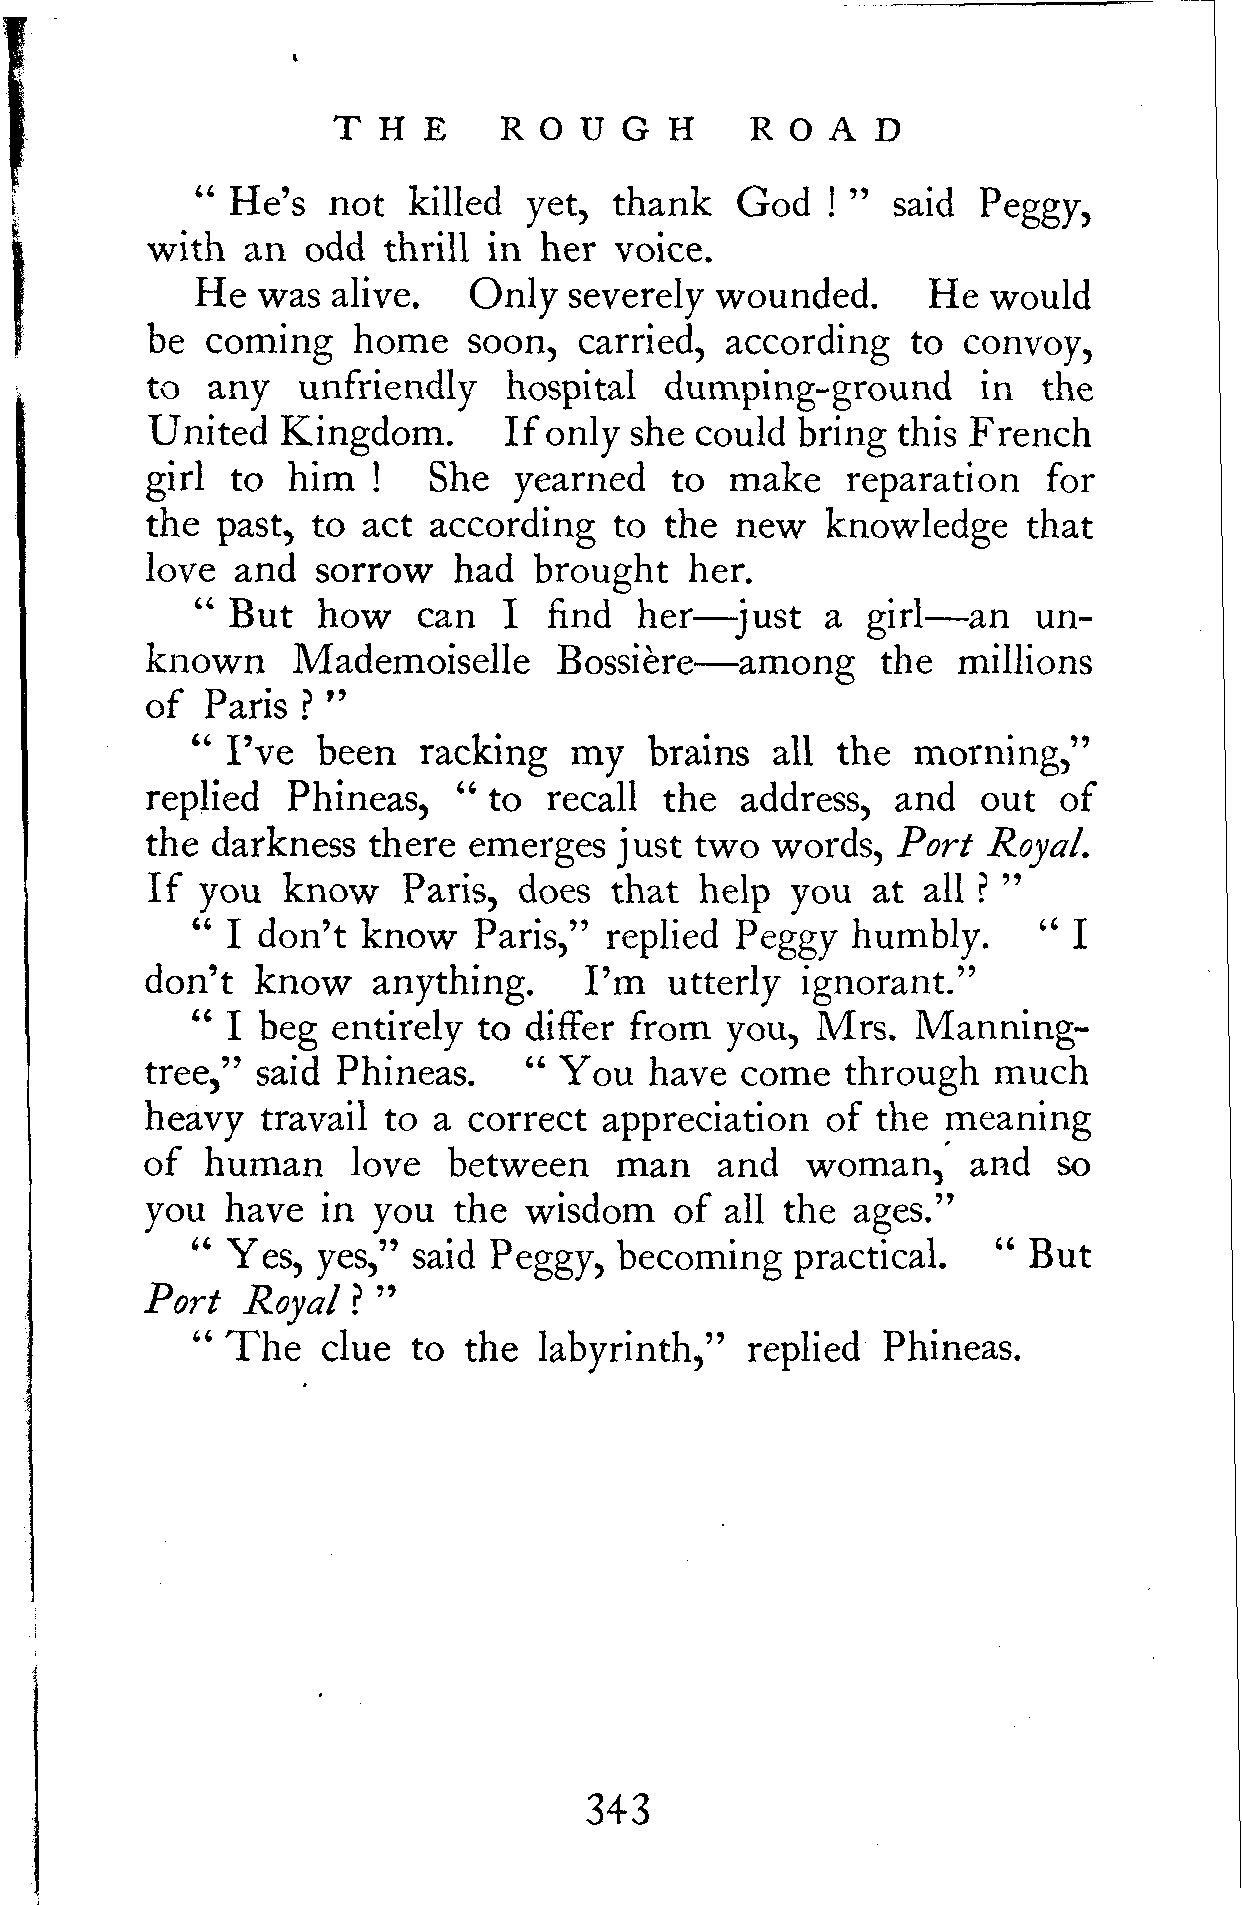 THE ROUGH ROAD
“ He’s not killed yet, thank God ! ” said Peggy,
with an odd thrill in her voice.
He was alive. Only severely wounded. He would
be coming home soon, carried, according to convoy,
to any unfriendly hospital dumping-ground in the
United Kingdom. If only she could bring this French
girl to him ! She yearned to make reparation for
the past, to act according to the new knowledge that
love and sorrow had brought her.
“ But how can I find her—just a girl—an un-
known Mademoiselle Bossière—among the millions
of Paris ? ”
“ I’ve been racking my brains all the morning,”
replied Phineas, “ to recall the address, and out of
the darkness there emerges just two words, Port Royal.
If you know Paris, does that help you at all ? ”
“ I don’t know Paris,” replied Peggy humbly. “ I
don’t know anything. I’m utterly ignorant.”
“ I beg entirely to differ from you, Mrs. Manning-
tree,” said Phineas. “ You have come through much
heavy travail to a correct appreciation of the meaning
of human love between man and woman, and so
you have in you the wisdom of all the ages.”
“ Yes, yes,” said Peggy, becoming practical. “ But
Port Royal ? ”
“ The clue to the labyrinth,” replied Phineas.
343